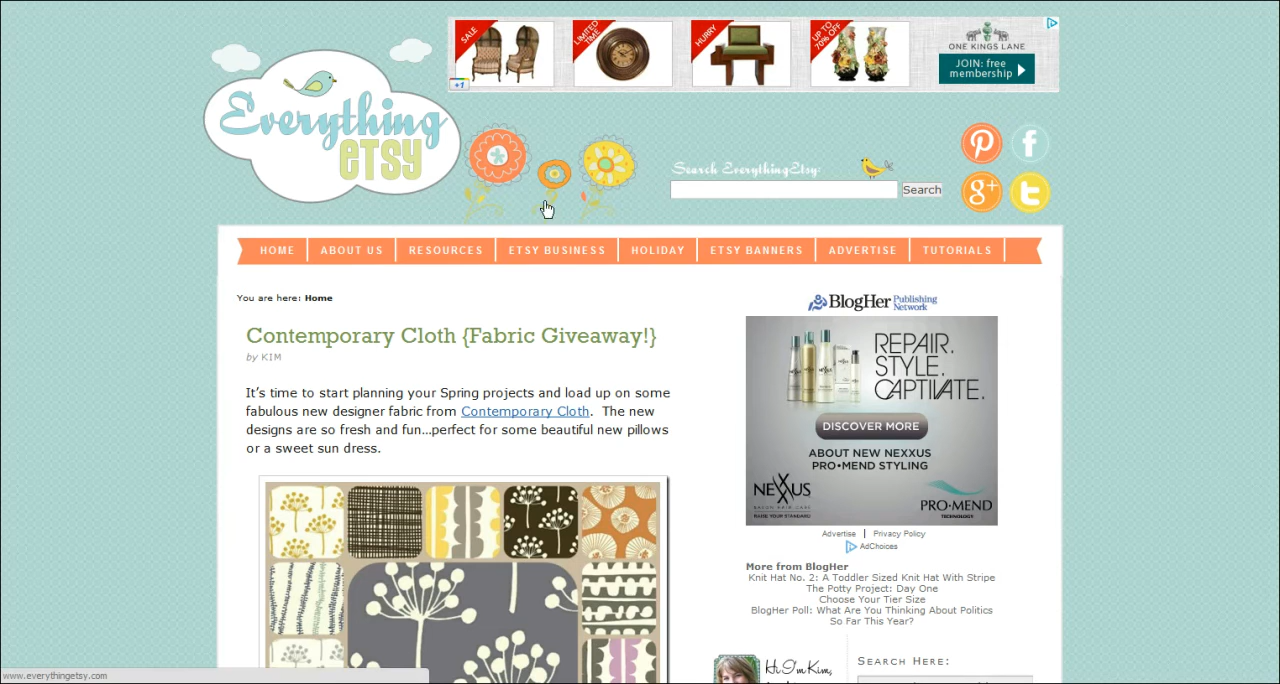 SALE
LIMITED TIME
HURRY
UP TO 70% OFF
ONE KINGS LANE
JOIN: free
membership
+1
Everything
etsy
Search EverythingEtsy:
Search
HOME
ABOUT US
RESOURCES
ETSY BUSINESS
HOLIDAY
ETSY BANNERS
ADVERTISE
TUTORIALS
You are here: Home
Contemporary Cloth {Fabric Giveaway!}
by KIM
It's time to start planning your Spring projects and load up on some
fabulous new designer fabric from Contemporary Cloth. The new
designs are so fresh and fun…perfect for some beautiful new pillows
or a sweet sun dress.
BlogHer Publishing Network
REPAIR.
STYLE.
CAPTIVATE.
DISCOVER MORE
ABOUT NEW NEXXUS
PRO•MEND STYLING
NEXXUS
SALON HAIR CARE
PRO•MEND
TECHNOLOGY
Advertise | Privacy Policy
AdChoices
More from BlogHer
Knit Hat No. 2: A Toddler Sized Knit Hat With Stripe
The Potty Project: Day One
Choose Your Tier Size
BlogHer Poll: What Are You Thinking About Politics
So Far This Year?
Hi I'm Kim,
SEARCH HERE:
www.everythingetsy.com